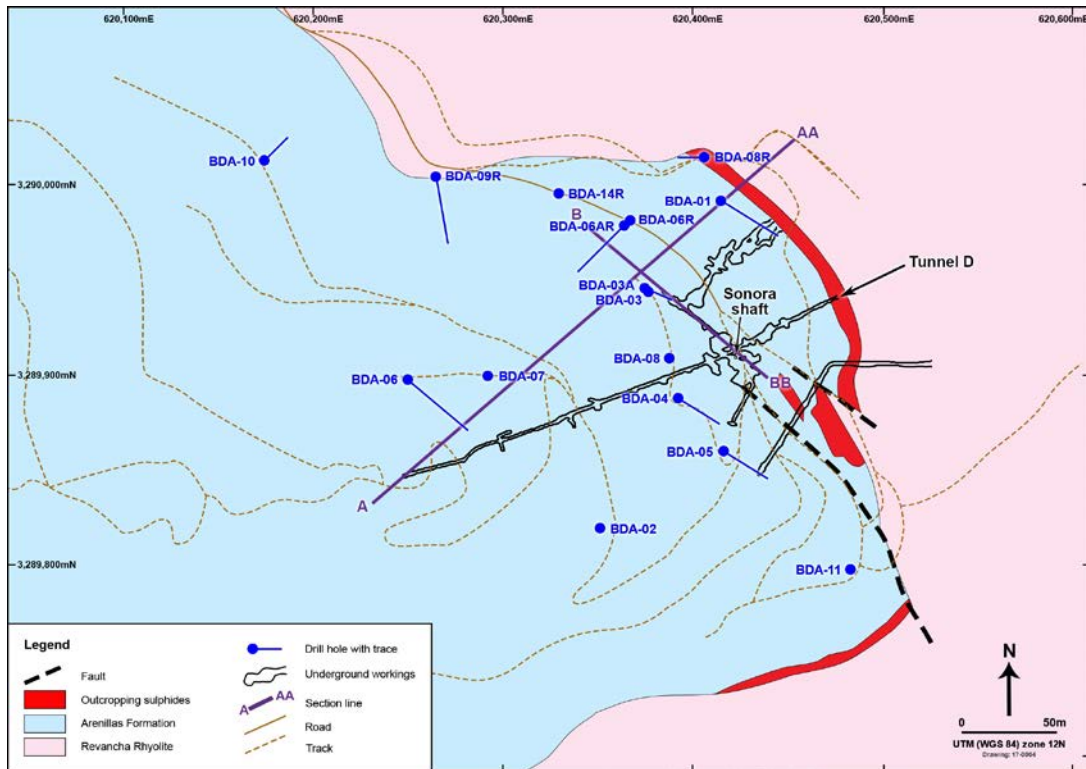 620,100mE
620,200mE
620,300mE
620,400mE
620,500mE
620,600mE
AA
BDA-10
BDA-08R
3,290,000mN
BDA-09R
BDA-14R
BDA-01
B
BDA-06R
BDA-06AR
Tunnel D
BDA-03A
BDA-03
Sonora
shaft
BDA-08
3,289,900mN
BDA-06
BDA-07
BB
BDA-04
BDA-05
A
BDA-02
3,289,800mN
BDA-11
Legend
Fault
Outcropping sulphides
Arenillas Formation
Revancha Rhyolite
Drill hole with trace
Underground workings
A AA
Section line
Road
Track
N
0 50m
UTM (WGS 84) zone 12N
Drawing: 17-0064